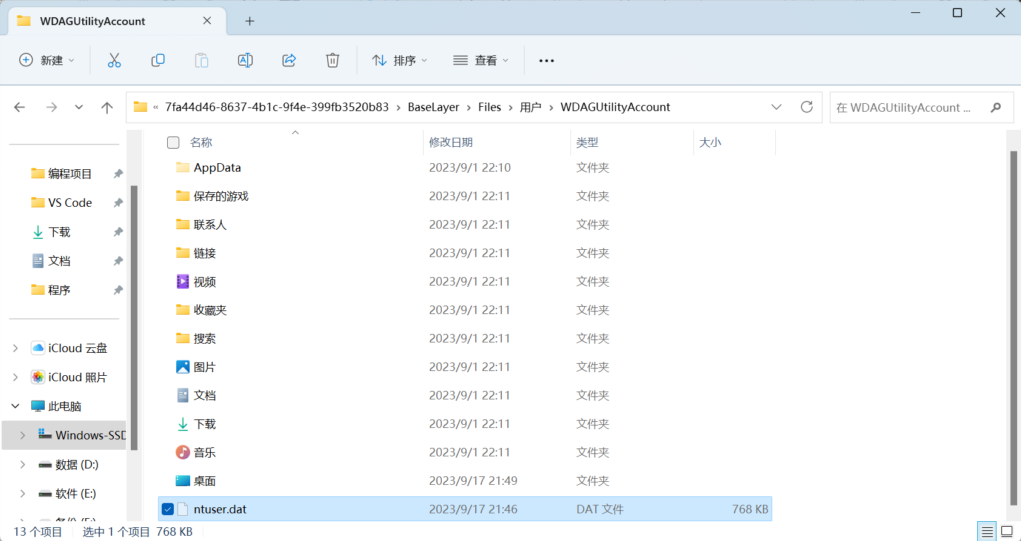 WDAGUtilityAccount
新建
排序
查看
« 7fa44d46-8637-4b1c-9f4e-399fb3520b83 › BaseLayer › Files › 用户 › WDAGUtilityAccount
在 WDAGUtilityAccount ...
名称 修改日期 类型 大小
AppData 2023/9/1 22:10 文件夹
保存的游戏 2023/9/1 22:11 文件夹
联系人 2023/9/1 22:11 文件夹
链接 2023/9/1 22:11 文件夹
视频 2023/9/1 22:11 文件夹
收藏夹 2023/9/1 22:11 文件夹
搜索 2023/9/1 22:11 文件夹
图片 2023/9/1 22:11 文件夹
文档 2023/9/1 22:11 文件夹
下载 2023/9/1 22:11 文件夹
音乐 2023/9/1 22:11 文件夹
桌面 2023/9/17 21:49 文件夹
ntuser.dat 2023/9/17 21:46 DAT 文件 768 KB
编程项目
VS Code
下载
文档
程序
iCloud 云盘
iCloud 照片
此电脑
Windows-SSD
数据 (D:)
软件 (E:)
13 个项目 选中 1 个项目 768 KB